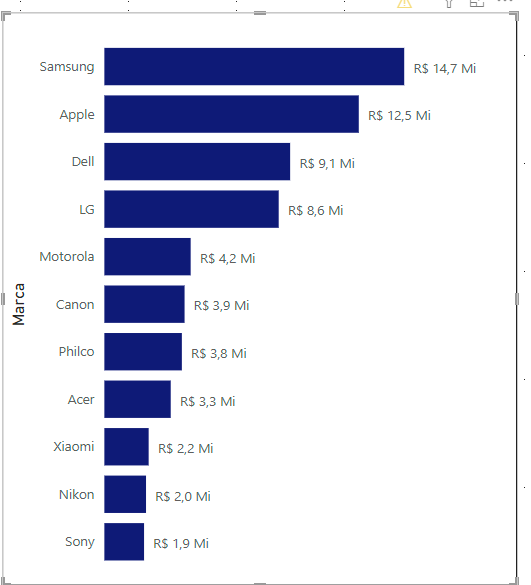 Samsung R$ 14,7 Mi
Apple R$ 12,5 Mi
Dell R$ 9,1 Mi
LG R$ 8,6 Mi
Motorola R$ 4,2 Mi
Canon R$ 3,9 Mi
Philco R$ 3,8 Mi
Acer R$ 3,3 Mi
Xiaomi R$ 2,2 Mi
Nikon R$ 2,0 Mi
Sony R$ 1,9 Mi
Marca